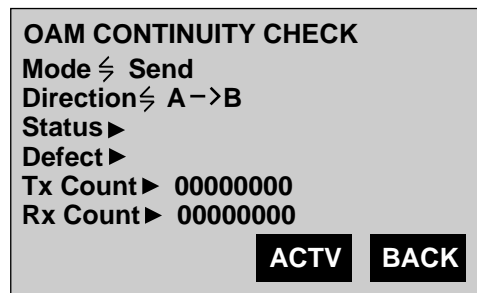 OAM CONTINUITY CHECK
Mode ⇋ Send
Direction ⇋ A –>B
Status ▶
Defect ▶
Tx Count ▶ 00000000
Rx Count ▶ 00000000
ACTV BACK